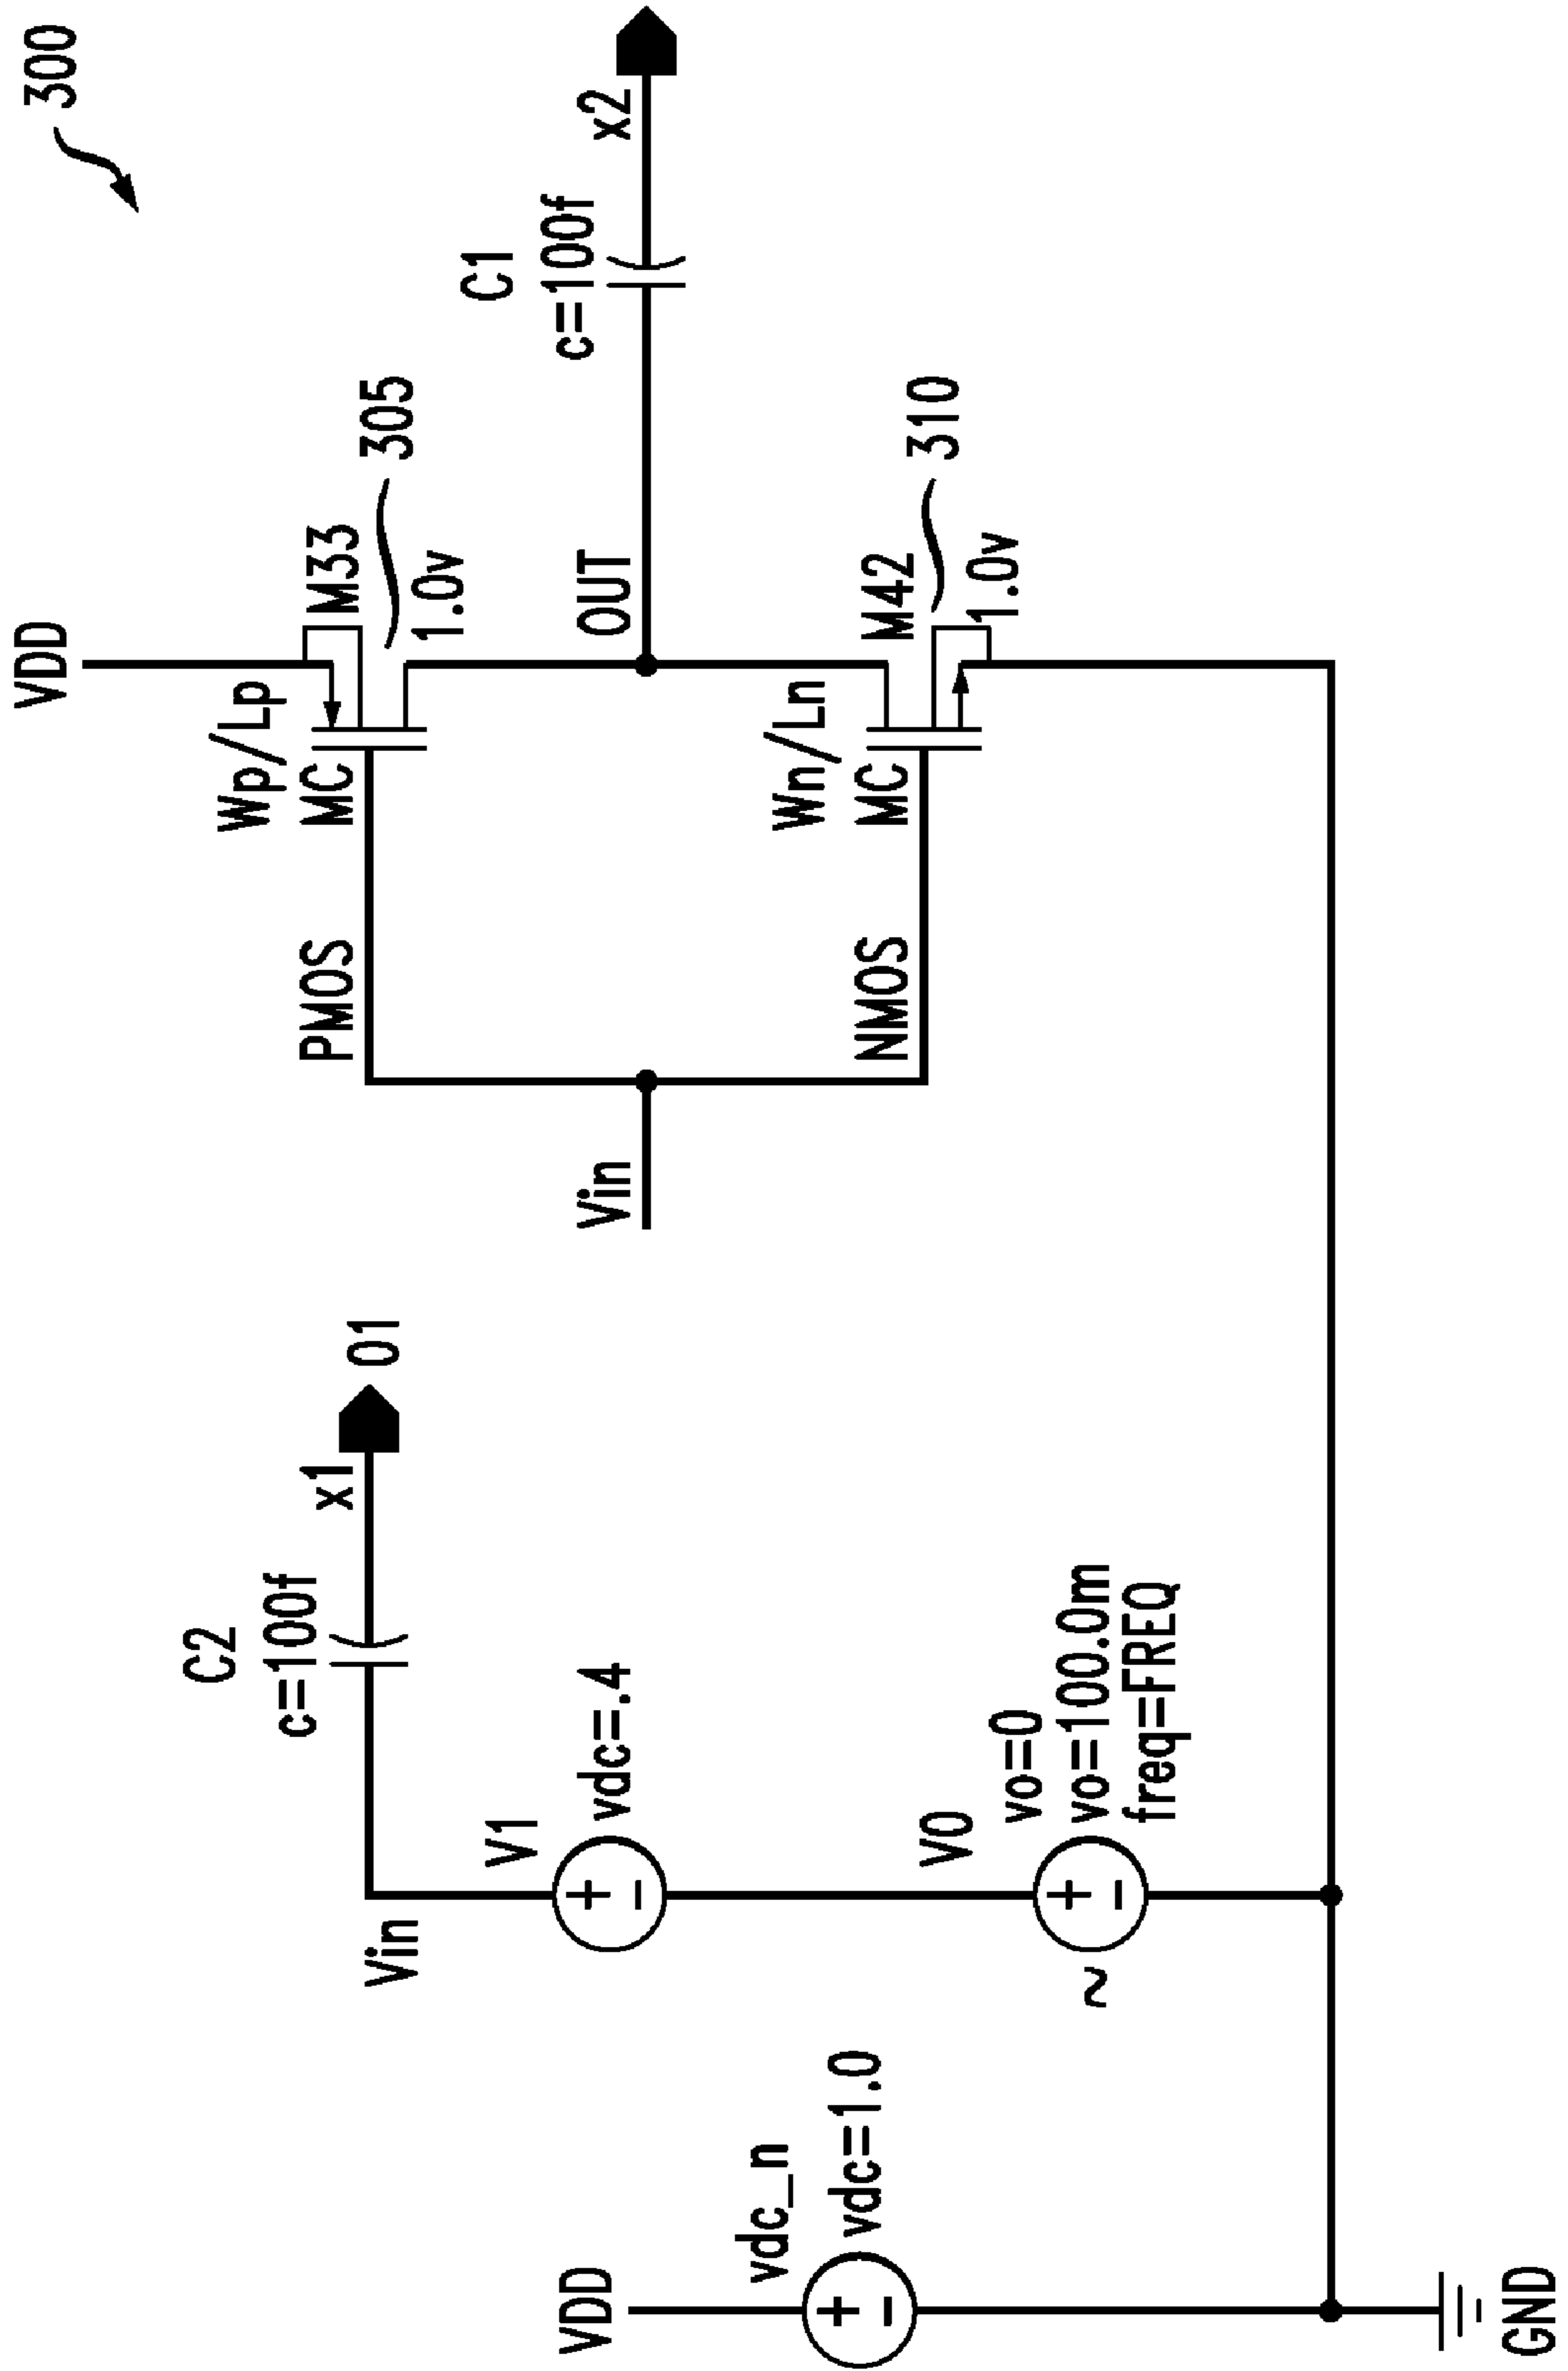 300
VDD
vdc_n
vdc=1.0
GND
Vin
C2
c=100f
x1
01
V1
vdc=.4
V0
vo=0
vo=100.0m
freq=FREQ
~
Vin
PMOS
Wp/Lp
MC
VDD
M33
305
1.0v
OUT
C1
c=100f
x2
NMOS
Wn/Ln
MC
M42
310
1.0v